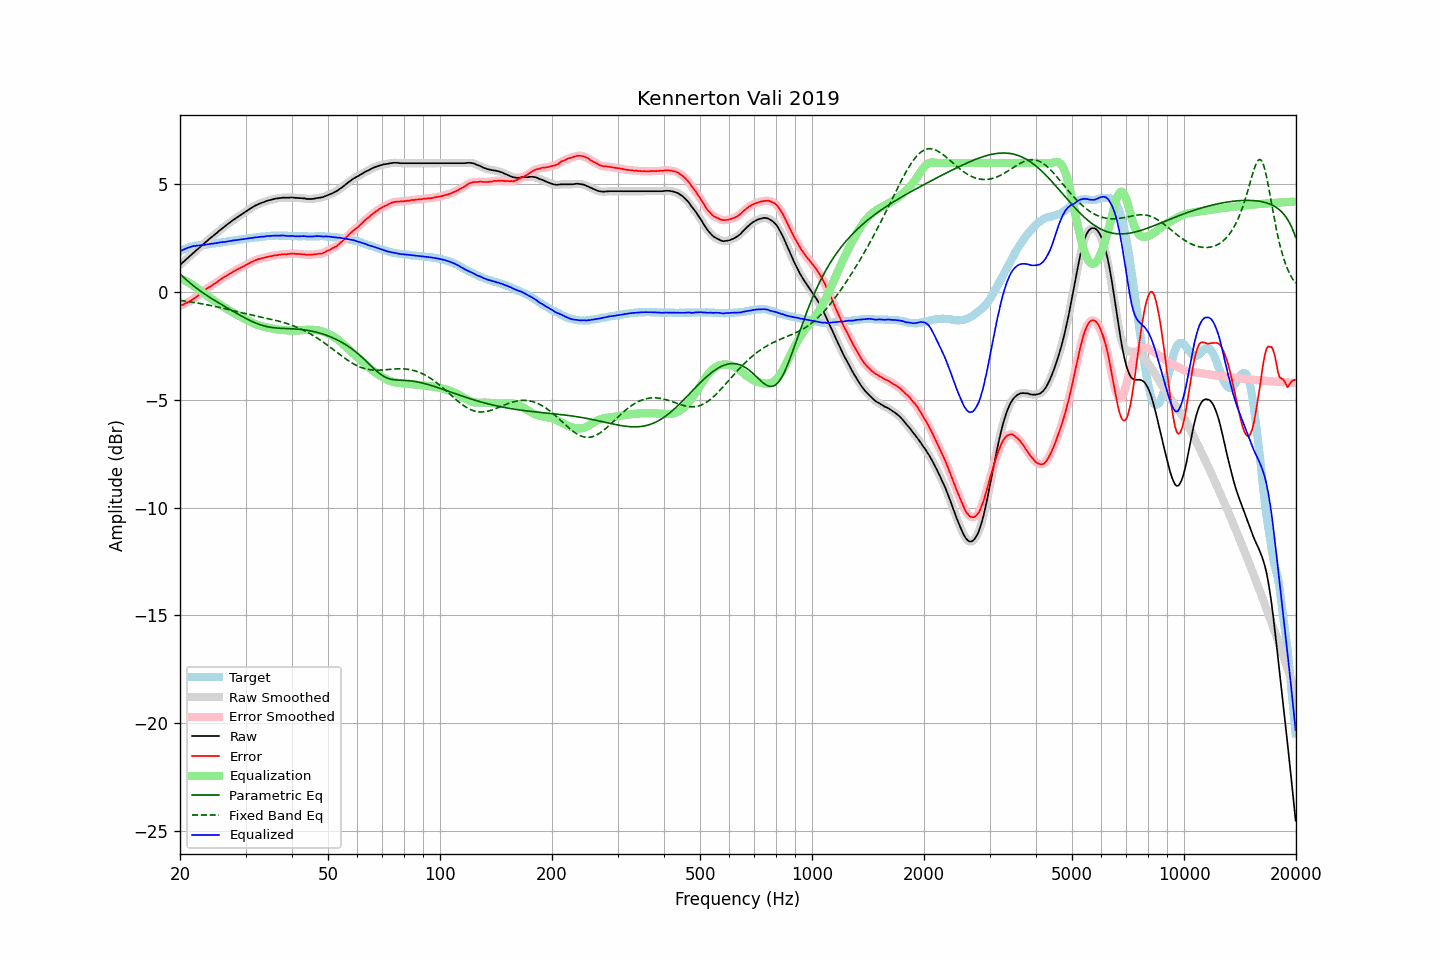 Kennerton Vali 2019
Amplitude (dBr)
5
0
−5
−10
−15
−20
−25
Target
Raw Smoothed
Error Smoothed
Raw
Error
Equalization
Parametric Eq
Fixed Band Eq
Equalized
20 50 100 200 500 1000 2000 5000 10000 20000
Frequency (Hz)